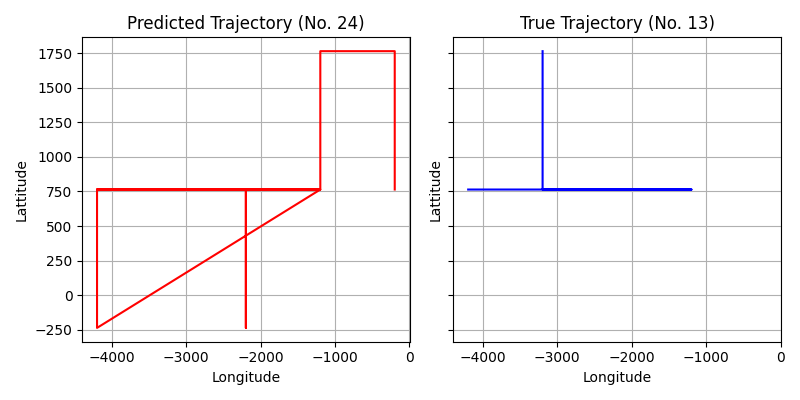 Predicted Trajectory (No. 24)
True Trajectory (No. 13)
1750
1500
1250
1000
750
500
250
0
−250
Lattitude
Lattitude
−4000 −3000 −2000 −1000 0
−4000 −3000 −2000 −1000 0
Longitude
Longitude